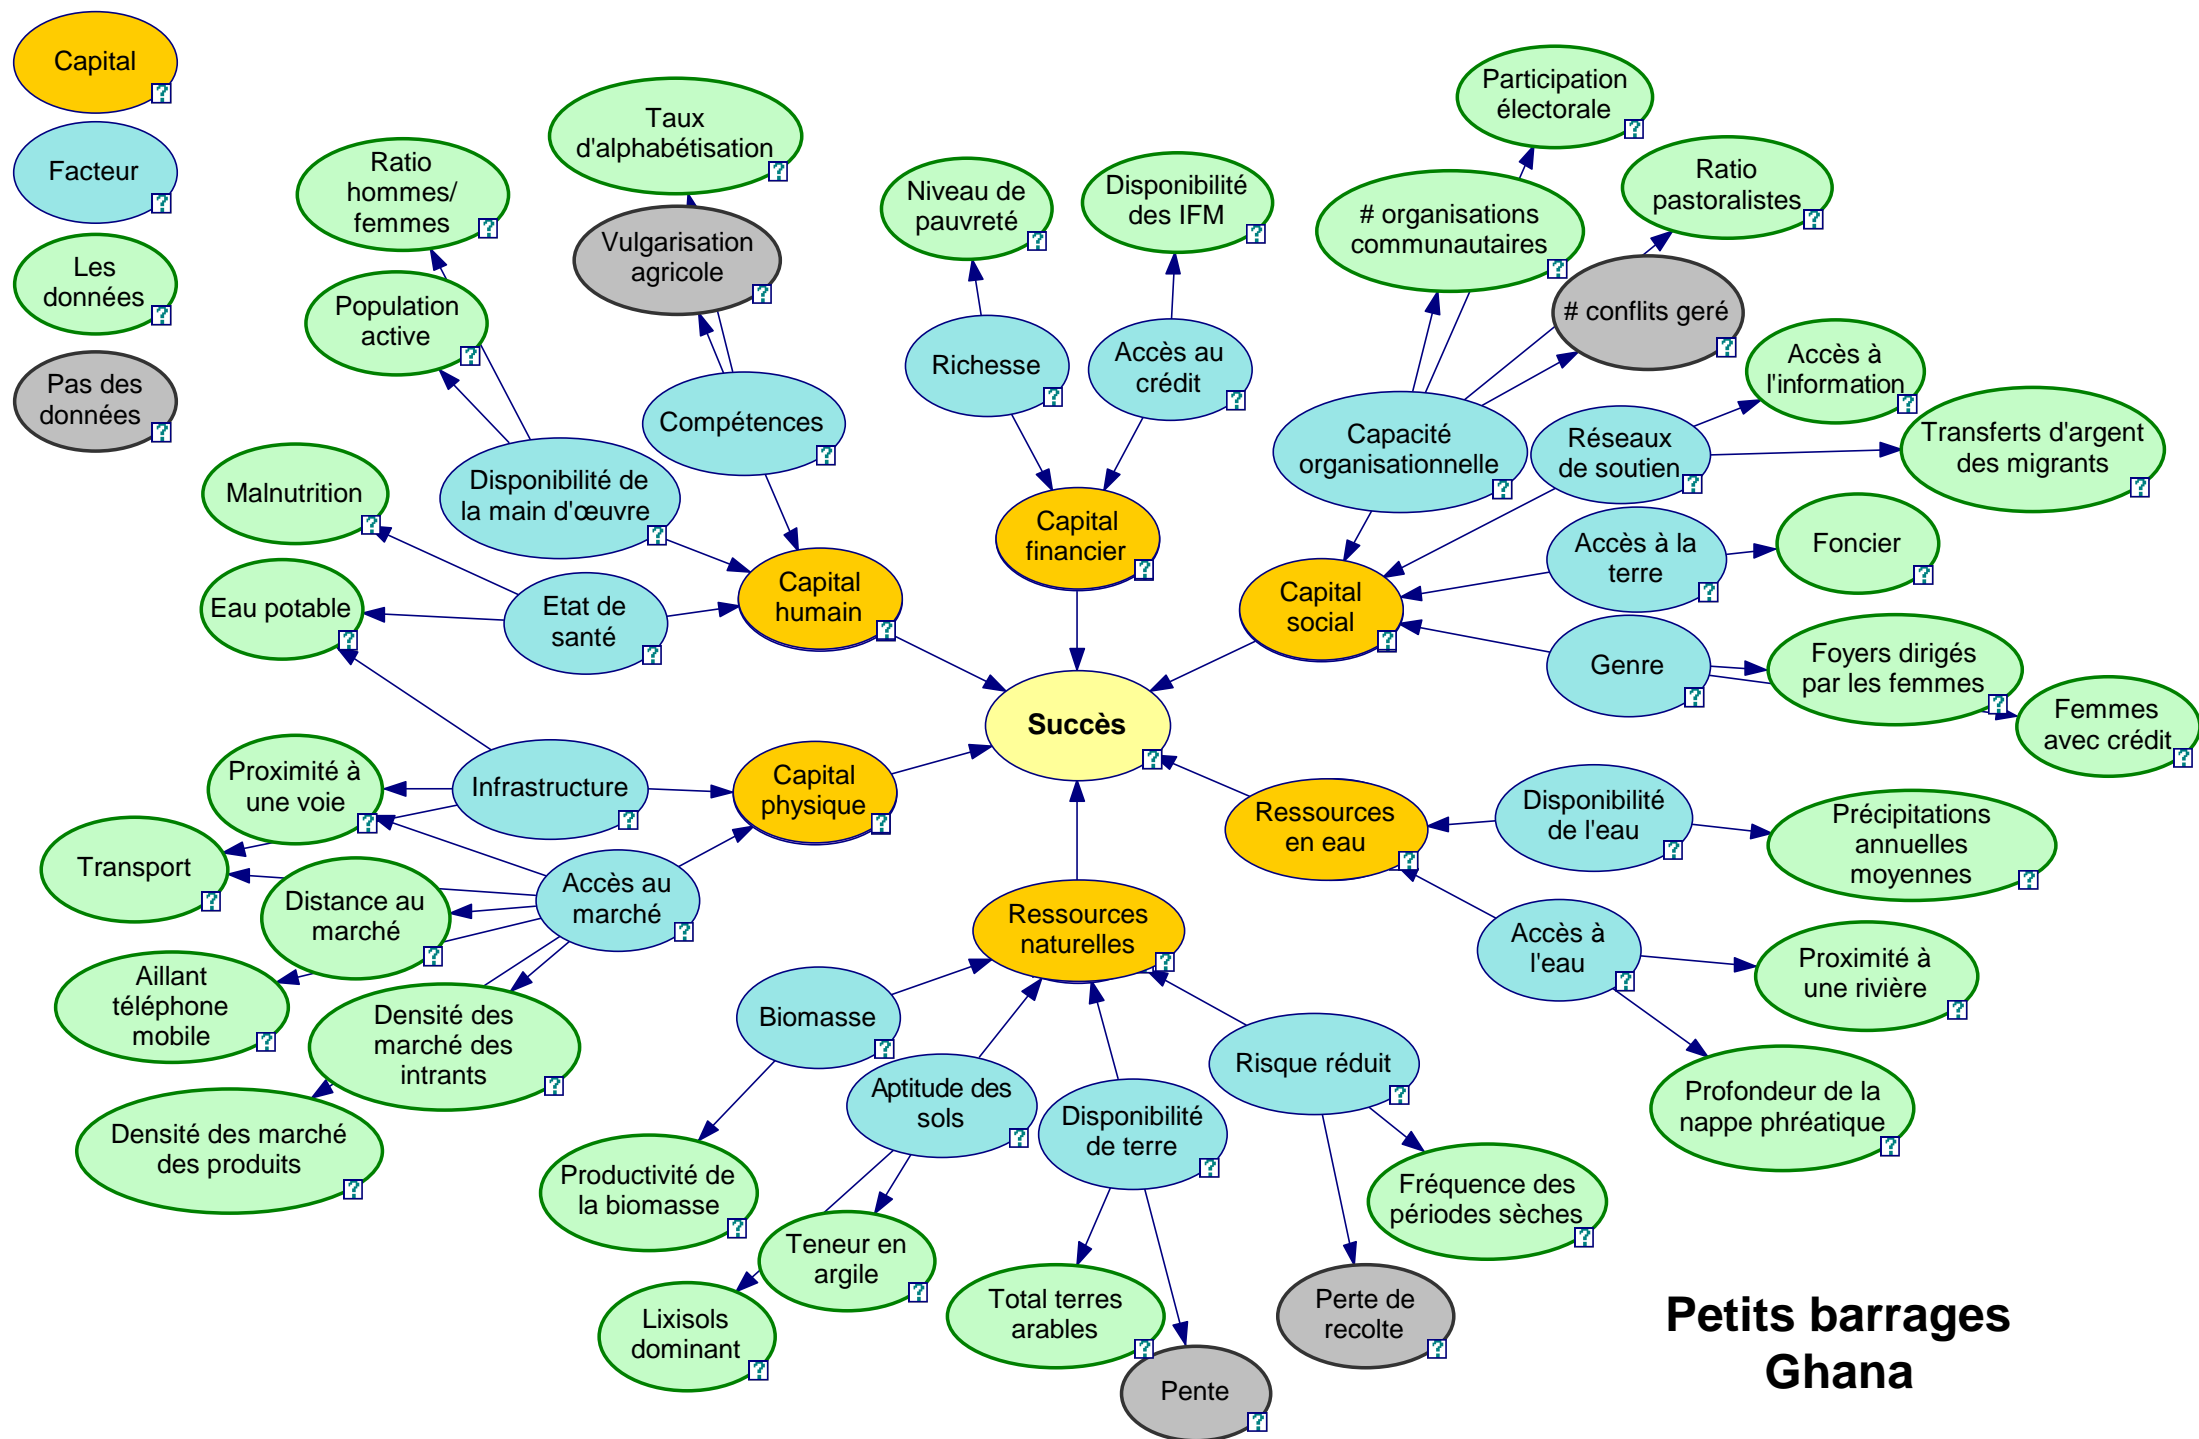 Capital
Facteur
Les
données
Pas des
données
Ratio
hommes/
femmes
Taux
d'alphabétisation
Population
active
Vulgarisation
agricole
Niveau de
pauvreté
Disponibilité
des IFM
Participation
électorale
# organisations
communautaires
Ratio
pastoralistes
# conflits geré
Accès à
l'information
Transferts d'argent
des migrants
Richesse
Accès au
crédit
Compétences
Disponibilité de
la main d'œuvre
Capacité
organisationnelle
Réseaux
de soutien
Malnutrition
Eau potable
Etat de
santé
Capital
humain
Capital
financier
Capital
social
Accès à la
terre
Foncier
Genre
Foyers dirigés
par les femmes
Femmes
avec crédit
Succès
Proximité à
une voie
Infrastructure
Capital
physique
Transport
Distance au
marché
Accès au
marché
Aillant
téléphone
mobile
Densité des
marché des
intrants
Densité des marché
des produits
Ressources
naturelles
Ressources
en eau
Disponibilité
de l'eau
Précipitations
annuelles
moyennes
Accès à
l'eau
Proximité à
une rivière
Profondeur de la
nappe phréatique
Biomasse
Aptitude des
sols
Disponibilité
de terre
Risque réduit
Productivité de
la biomasse
Teneur en
argile
Lixisols
dominant
Total terres
arables
Pente
Perte de
recolte
Fréquence des
périodes sèches
Petits barrages
Ghana